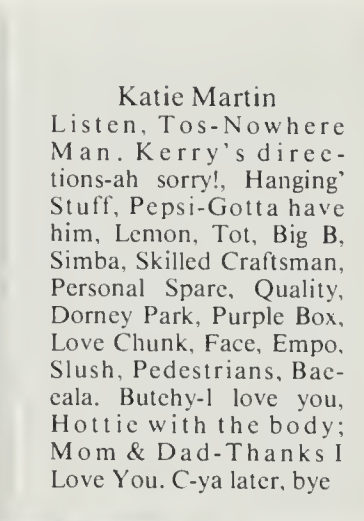 Katie Martin
Listen, Tos-Nowhere
Man. Kerry's direc-
tions-ah sorry!, Hanging'
Stuff, Pepsi-Gotta have
him, Lemon, Tot, Big B,
Simba, Skilled Craftsman,
Personal Spare, Quality,
Dorney Park, Purple Box,
Love Chunk, Face, Empo,
Slush, Pedestrians, Bac-
cala. Butchy-I love you,
Hottie with the body;
Mom & Dad-Thanks I
Love You. C-ya later, bye